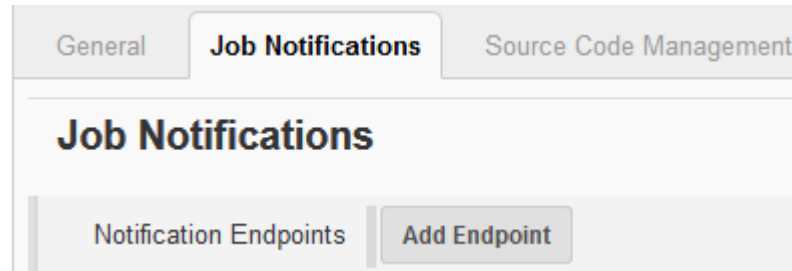 General Job Notifications Source Code Management
Job Notifications
Notification Endpoints Add Endpoint